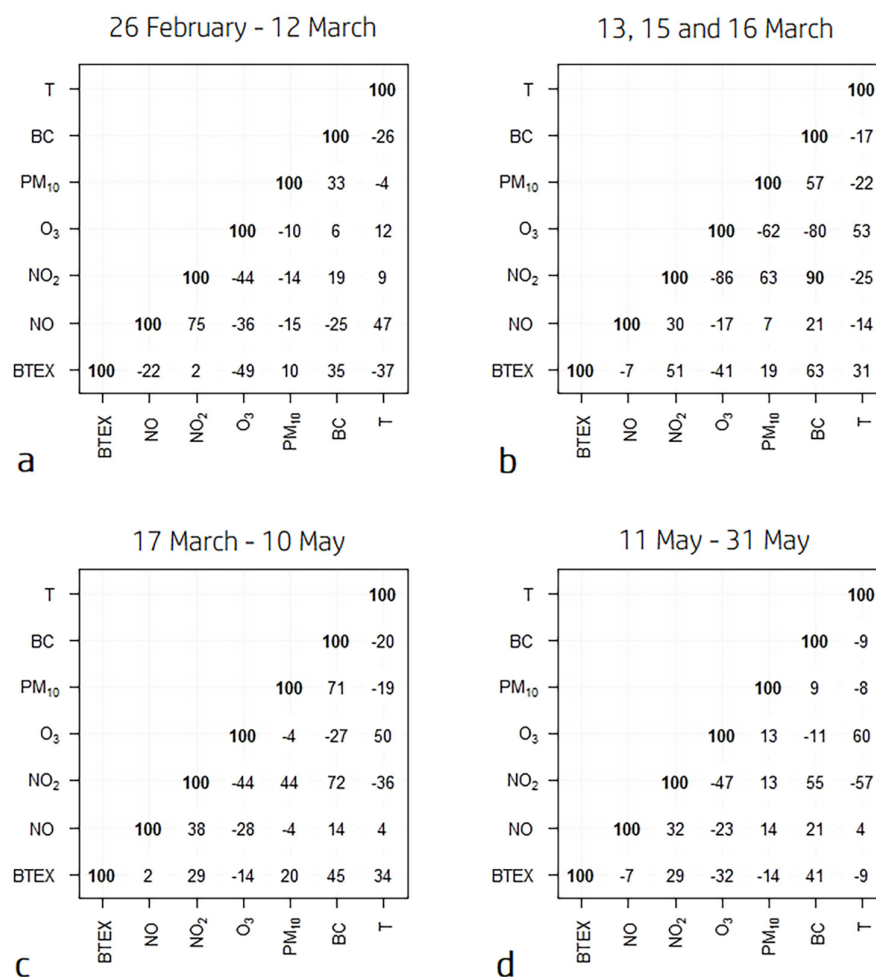 26 February - 12 March
T 100
BC 100 -26
PM₁₀ 100 33 -4
O₃ 100 -10 6 12
NO₂ 100 -44 -14 19 9
NO 100 75 -36 -15 -25 47
BTEX 100 -22 2 -49 10 35 -37
BTEX NO NO₂ O₃ PM₁₀ BC T
a
13, 15 and 16 March
T 100
BC 100 -17
PM₁₀ 100 57 -22
O₃ 100 -62 -80 53
NO₂ 100 -86 63 90 -25
NO 100 30 -17 7 21 -14
BTEX 100 -7 51 -41 19 63 31
BTEX NO NO₂ O₃ PM₁₀ BC T
b
17 March - 10 May
T 100
BC 100 -20
PM₁₀ 100 71 -19
O₃ 100 -4 -27 50
NO₂ 100 -44 44 72 -36
NO 100 38 -28 -4 14 4
BTEX 100 2 29 -14 20 45 34
BTEX NO NO₂ O₃ PM₁₀ BC T
c
11 May - 31 May
T 100
BC 100 -9
PM₁₀ 100 9 -8
O₃ 100 13 -11 60
NO₂ 100 -47 13 55 -57
NO 100 32 -23 14 21 4
BTEX 100 -7 29 -32 -14 41 -9
BTEX NO NO₂ O₃ PM₁₀ BC T
d